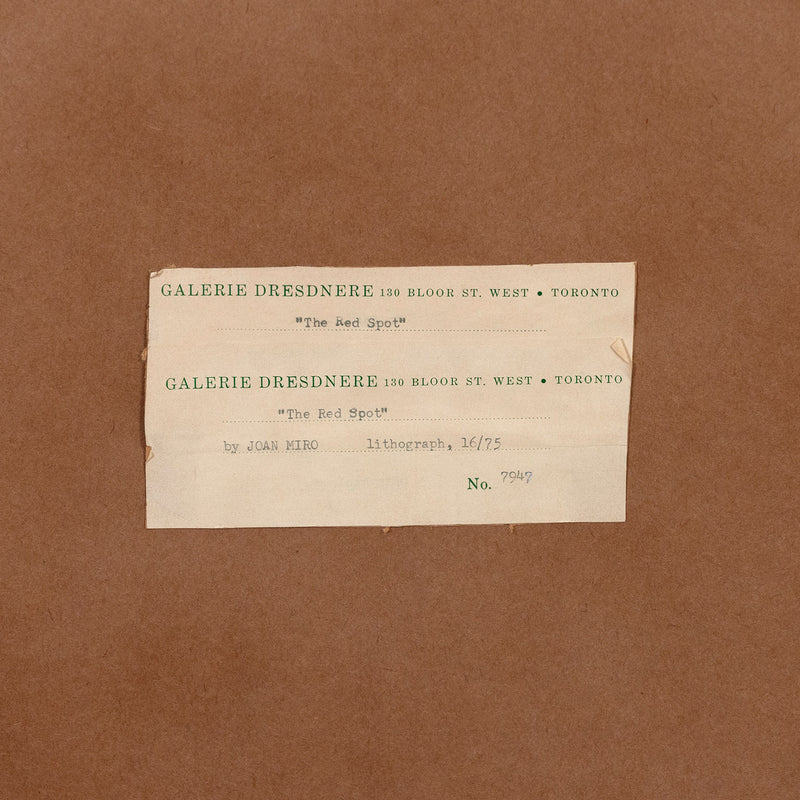 GALERIE DRESDNERE 130 BLOOR ST. WEST • TORONTO
"The Red Spot"
GALERIE DRESDNERE 130 BLOOR ST. WEST • TORONTO
"The Red Spot"
by JOAN MIRO lithograph, 16/75
No. 7947